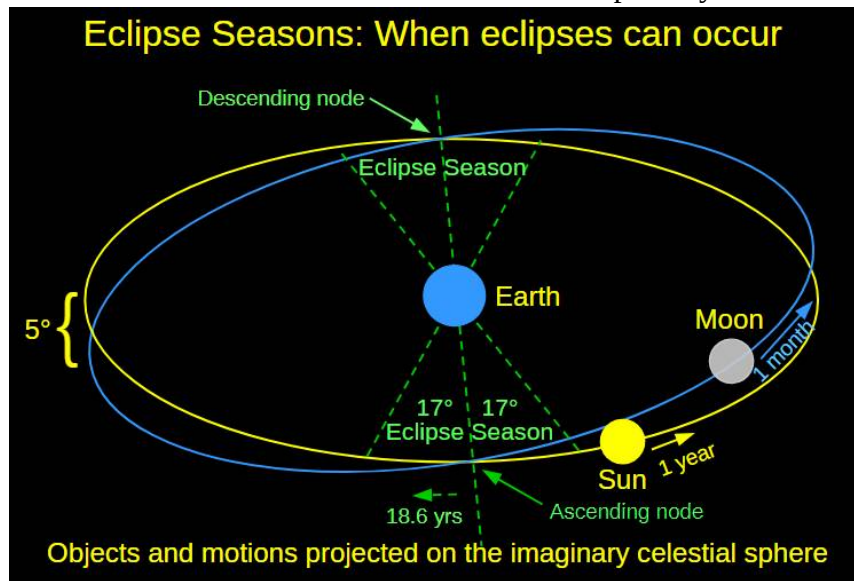 Eclipse Seasons: When eclipses can occur
Descending node
Eclipse Season
Earth
5°
Moon
1 month
17° 17°
Eclipse Season
Sun
1 year
18.6 yrs
Ascending node
Objects and motions projected on the imaginary celestial sphere